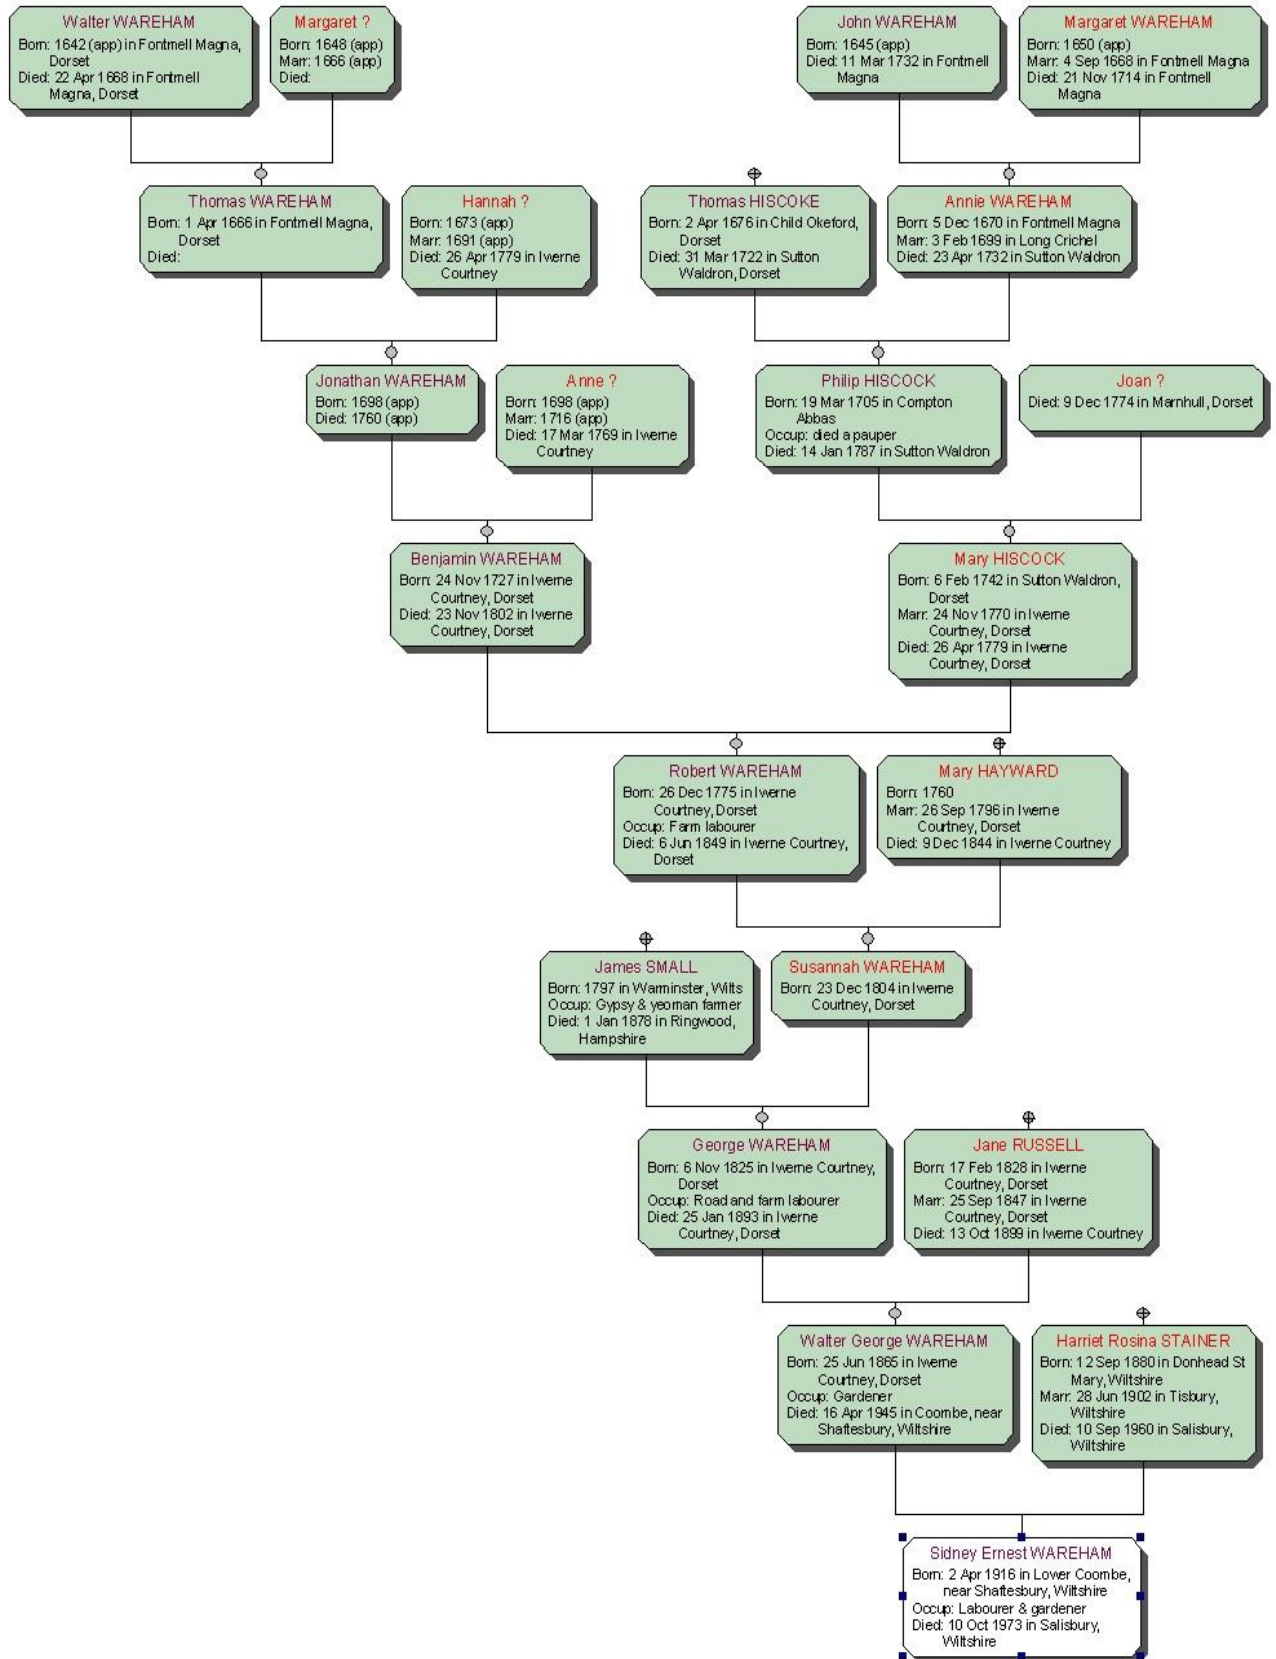 Walter WAREHAM
Born: 1642 (app) in Fontmell Magna,
Dorset
Died: 22 Apr 1668 in Fontmell
Magna, Dorset
Margaret ?
Born: 1648 (app)
Marr: 1666 (app)
Died:
John WAREHAM
Born: 1645 (app)
Died: 11 Mar 1732 in Fontmell
Magna
Margaret WAREHAM
Born: 1650 (app)
Marr: 4 Sep 1668 in Fontmell Magna
Died: 21 Nov 1714 in Fontmell
Magna
Thomas WAREHAM
Born: 1 Apr 1666 in Fontmell Magna,
Dorset
Died:
Hannah ?
Born: 1673 (app)
Marr: 1691 (app)
Died: 26 Apr 1779 in Iwerne
Courtney
Thomas HISCOKE
Born: 2 Apr 1676 in Child Okeford,
Dorset
Died: 31 Mar 1722 in Sutton
Waldron, Dorset
Annie WAREHAM
Born: 5 Dec 1670 in Fontmell Magna
Marr: 3 Feb 1699 in Long Crichel
Died: 23 Apr 1732 in Sutton Waldron
Jonathan WAREHAM
Born: 1698 (app)
Died: 1760 (app)
Anne ?
Born: 1698 (app)
Marr: 1716 (app)
Died: 17 Mar 1769 in Iwerne
Courtney
Philip HISCOCK
Born: 19 Mar 1705 in Compton
Abbas
Occup: died a pauper
Died: 14 Jan 1787 in Sutton Waldron
Joan ?
Died: 9 Dec 1774 in Marnhull, Dorset
Benjamin WAREHAM
Born: 24 Nov 1727 in Iwerne
Courtney, Dorset
Died: 23 Nov 1802 in Iwerne
Courtney, Dorset
Mary HISCOCK
Born: 6 Feb 1742 in Sutton Waldron,
Dorset
Marr: 24 Nov 1770 in Iwerne
Courtney, Dorset
Died: 26 Apr 1779 in Iwerne
Courtney, Dorset
Robert WAREHAM
Born: 26 Dec 1775 in Iwerne
Courtney, Dorset
Occup: Farm labourer
Died: 6 Jun 1849 in Iwerne Courtney,
Dorset
Mary HAYWARD
Born: 1760
Marr: 26 Sep 1796 in Iwerne
Courtney, Dorset
Died: 9 Dec 1844 in Iwerne Courtney
James SMALL
Born: 1797 in Warminster, Wilts
Occup: Gypsy & yeoman farmer
Died: 1 Jan 1878 in Ringwood,
Hampshire
Susannah WAREHAM
Born: 23 Dec 1804 in Iwerne
Courtney, Dorset
George WAREHAM
Born: 6 Nov 1825 in Iwerne Courtney,
Dorset
Occup: Road and farm labourer
Died: 25 Jan 1893 in Iwerne
Courtney, Dorset
Jane RUSSELL
Born: 17 Feb 1828 in Iwerne
Courtney, Dorset
Marr: 25 Sep 1847 in Iwerne
Courtney, Dorset
Died: 13 Oct 1899 in Iwerne Courtney
Walter George WAREHAM
Born: 25 Jun 1865 in Iwerne
Courtney, Dorset
Occup: Gardener
Died: 16 Apr 1945 in Coombe, near
Shaftesbury, Wiltshire
Harriet Rosina STAINER
Born: 12 Sep 1880 in Donhead St
Mary, Wiltshire
Marr: 28 Jun 1902 in Tisbury,
Wiltshire
Died: 10 Sep 1960 in Salisbury,
Wiltshire
Sidney Ernest WAREHAM
Born: 2 Apr 1916 in Lower Coombe,
near Shaftesbury, Wiltshire
Occup: Labourer & gardener
Died: 10 Oct 1973 in Salisbury,
Wiltshire